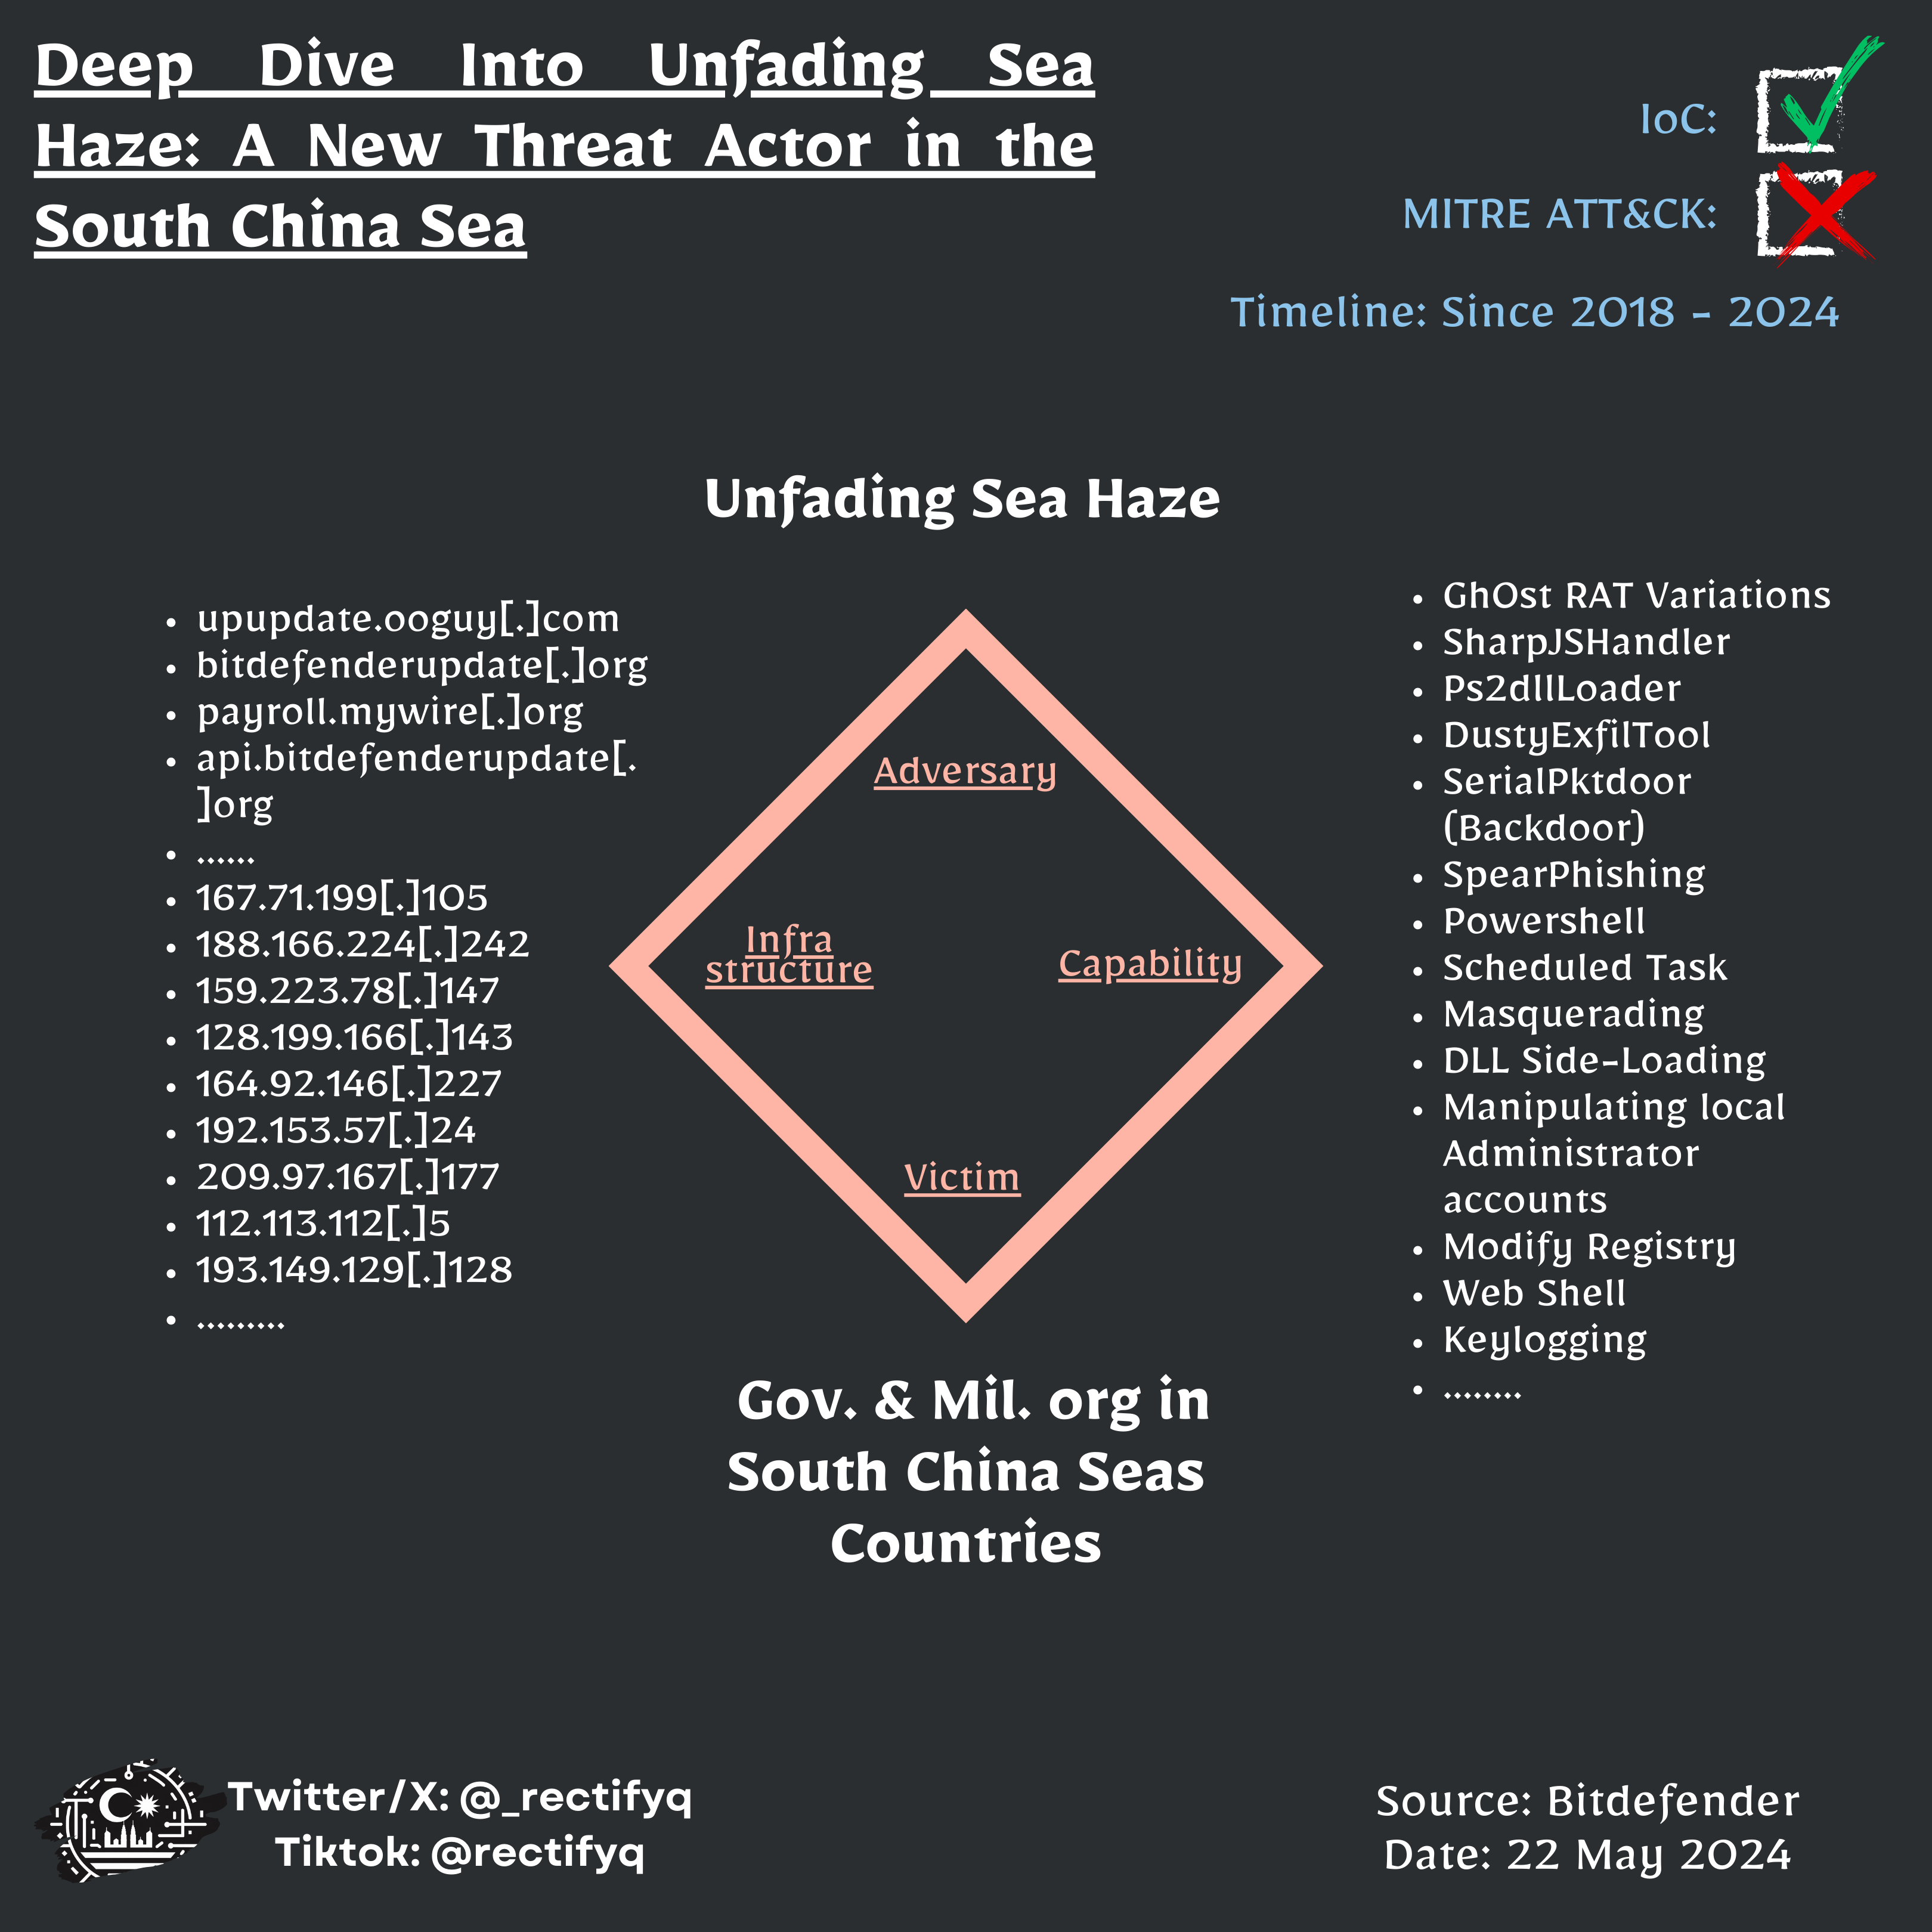 Deep Dive Into Unfading Sea
Haze: A New Threat Actor in the
South China Sea
IoC:
MITRE ATT&CK:
Timeline: Since 2018 - 2024
Unfading Sea Haze
• upupdate.ooguy[.]com
• bitdefenderupdate[.]org
• payroll.mywire[.]org
• api.bitdefenderupdate[.
]org
• ......
• 167.71.199[.]105
• 188.166.224[.]242
• 159.223.78[.]147
• 128.199.166[.]143
• 164.92.146[.]227
• 192.153.57[.]24
• 209.97.167[.]177
• 112.113.112[.]5
• 193.149.129[.]128
• .........
Adversary
Infra
structure
Capability
Victim
• Gh0st RAT Variations
• SharpJSHandler
• Ps2dllLoader
• DustyExfilTool
• SerialPktdoor
(Backdoor)
• SpearPhishing
• Powershell
• Scheduled Task
• Masquerading
• DLL Side-Loading
• Manipulating local
Administrator
accounts
• Modify Registry
• Web Shell
• Keylogging
• ........
Gov. & Mil. org in
South China Seas
Countries
Twitter/X: @_rectifyq
Tiktok: @rectifyq
Source: Bitdefender
Date: 22 May 2024